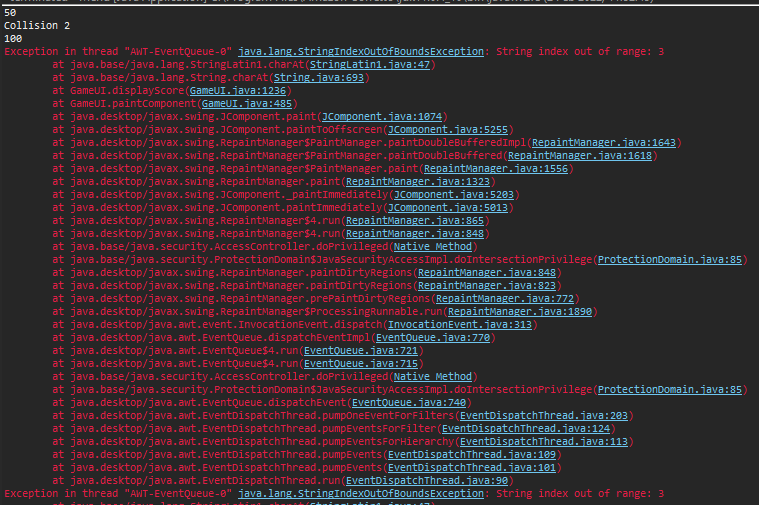 50
Collision 2
100
Exception in thread "AWT-EventQueue-0" java.lang.StringIndexOutOfBoundsException: String index out of range: 3
at java.base/java.lang.StringLatin1.charAt(StringLatin1.java:47)
at java.base/java.lang.String.charAt(String.java:693)
at GameUI.displayScore(GameUI.java:1236)
at GameUI.paintComponent(GameUI.java:485)
at java.desktop/javax.swing.JComponent.paint(JComponent.java:1074)
at java.desktop/javax.swing.JComponent.paintToOffscreen(JComponent.java:5255)
at java.desktop/javax.swing.RepaintManager$PaintManager.paintDoubleBufferedImpl(RepaintManager.java:1643)
at java.desktop/javax.swing.RepaintManager$PaintManager.paintDoubleBuffered(RepaintManager.java:1618)
at java.desktop/javax.swing.RepaintManager$PaintManager.paint(RepaintManager.java:1556)
at java.desktop/javax.swing.RepaintManager.paint(RepaintManager.java:1323)
at java.desktop/javax.swing.JComponent._paintImmediately(JComponent.java:5203)
at java.desktop/javax.swing.JComponent.paintImmediately(JComponent.java:5013)
at java.desktop/javax.swing.RepaintManager$4.run(RepaintManager.java:865)
at java.desktop/javax.swing.RepaintManager$4.run(RepaintManager.java:848)
at java.base/java.security.AccessController.doPrivileged(Native Method)
at java.base/java.security.ProtectionDomain$JavaSecurityAccessImpl.doIntersectionPrivilege(ProtectionDomain.java:85)
at java.desktop/javax.swing.RepaintManager.paintDirtyRegions(RepaintManager.java:848)
at java.desktop/javax.swing.RepaintManager.paintDirtyRegions(RepaintManager.java:823)
at java.desktop/javax.swing.RepaintManager.prePaintDirtyRegions(RepaintManager.java:772)
at java.desktop/javax.swing.RepaintManager$ProcessingRunnable.run(RepaintManager.java:1890)
at java.desktop/java.awt.event.InvocationEvent.dispatch(InvocationEvent.java:313)
at java.desktop/java.awt.EventQueue.dispatchEventImpl(EventQueue.java:770)
at java.desktop/java.awt.EventQueue$4.run(EventQueue.java:721)
at java.desktop/java.awt.EventQueue$4.run(EventQueue.java:715)
at java.base/java.security.AccessController.doPrivileged(Native Method)
at java.base/java.security.ProtectionDomain$JavaSecurityAccessImpl.doIntersectionPrivilege(ProtectionDomain.java:85)
at java.desktop/java.awt.EventQueue.dispatchEvent(EventQueue.java:740)
at java.desktop/java.awt.EventDispatchThread.pumpOneEventForFilters(EventDispatchThread.java:203)
at java.desktop/java.awt.EventDispatchThread.pumpEventsForFilter(EventDispatchThread.java:124)
at java.desktop/java.awt.EventDispatchThread.pumpEventsForHierarchy(EventDispatchThread.java:113)
at java.desktop/java.awt.EventDispatchThread.pumpEvents(EventDispatchThread.java:109)
at java.desktop/java.awt.EventDispatchThread.pumpEvents(EventDispatchThread.java:101)
at java.desktop/java.awt.EventDispatchThread.run(EventDispatchThread.java:90)
Exception in thread "AWT-EventQueue-0" java.lang.StringIndexOutOfBoundsException: String index out of range: 3